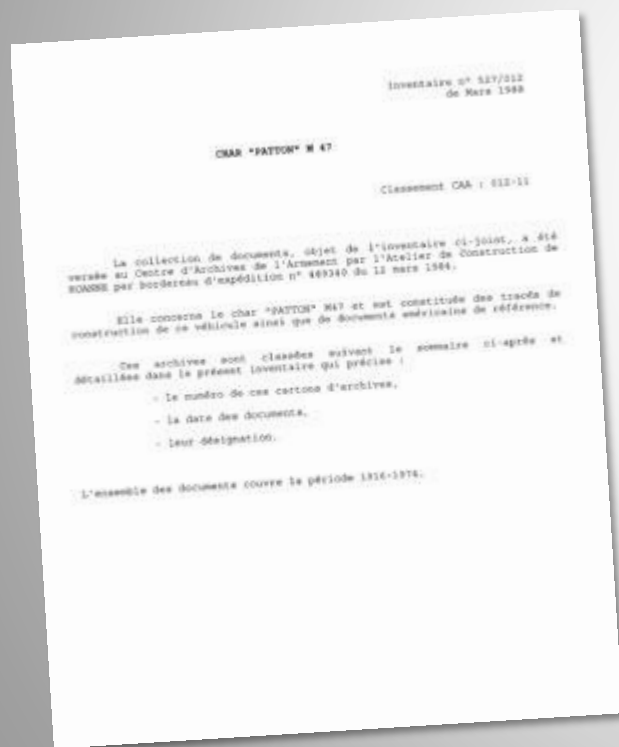 Inventaire n° 527/012
de Mars 1988
CHAR "PATTON" M 47
Classement CAA : 012-11
La collection de documents, objet de l'inventaire ci-joint, a été
versée au Centre d'Archives de l'Armement par l'Atelier de Construction de
ROANNE par bordereau d'expédition n° 489340 du 12 mars 1984.
Elle concerne le char "PATTON" M47 et est constituée des tracés de
construction de ce véhicule ainsi que de documents américains de référence.
Ces archives sont classées suivant le sommaire ci-après et
détaillées dans le présent inventaire qui précise :
- le numéro de ces cartons d'archives,
- la date des documents,
- leur désignation.
L'ensemble des documents couvre la période 1916-1974.